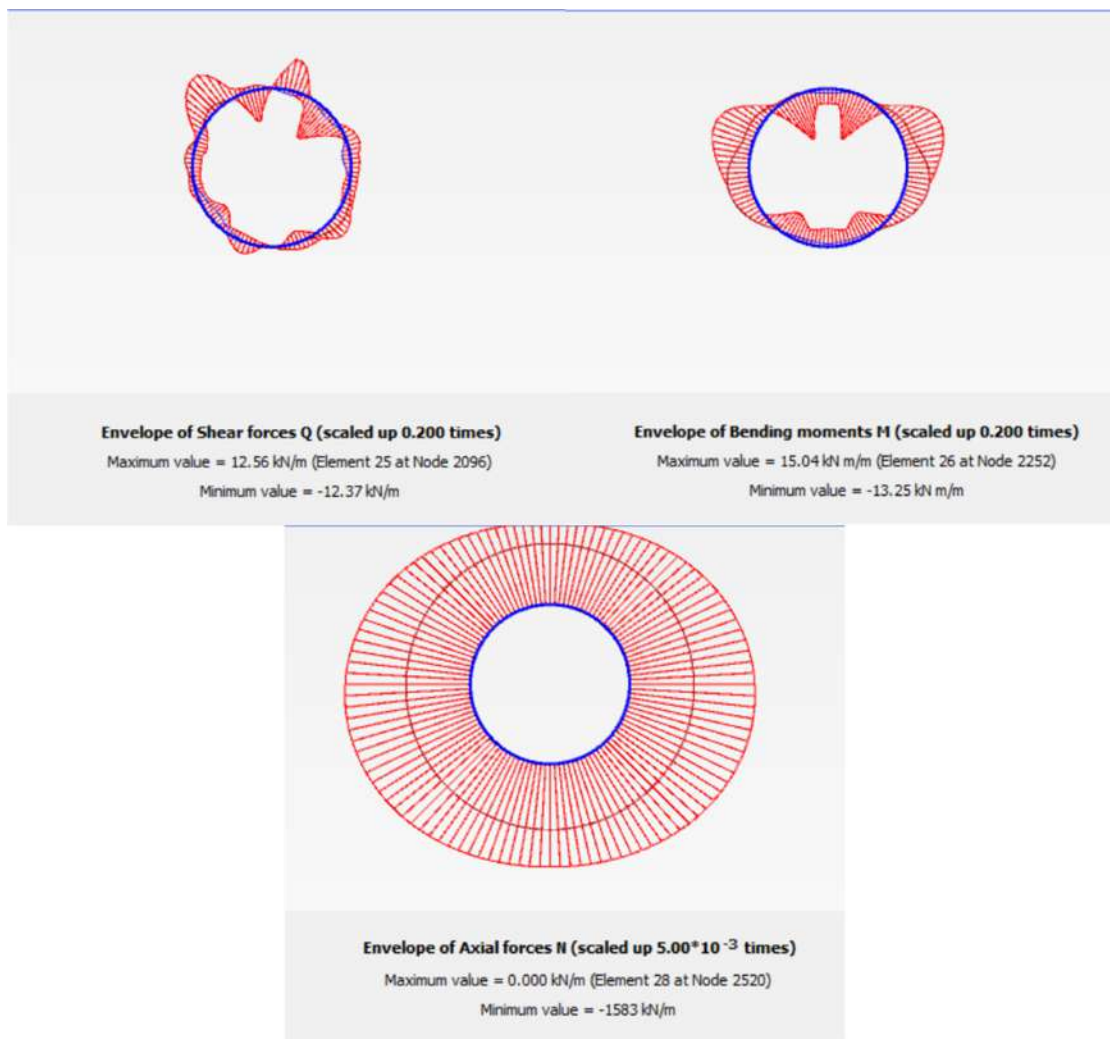 Envelope of Shear forces Q (scaled up 0.200 times)
Maximum value = 12.56 kN/m (Element 25 at Node 2096)
Minimum value = -12.37 kN/m
Envelope of Bending moments M (scaled up 0.200 times)
Maximum value = 15.04 kN m/m (Element 26 at Node 2252)
Minimum value = -13.25 kN m/m
Envelope of Axial forces N (scaled up 5.00*10⁻³ times)
Maximum value = 0.000 kN/m (Element 28 at Node 2520)
Minimum value = -1583 kN/m